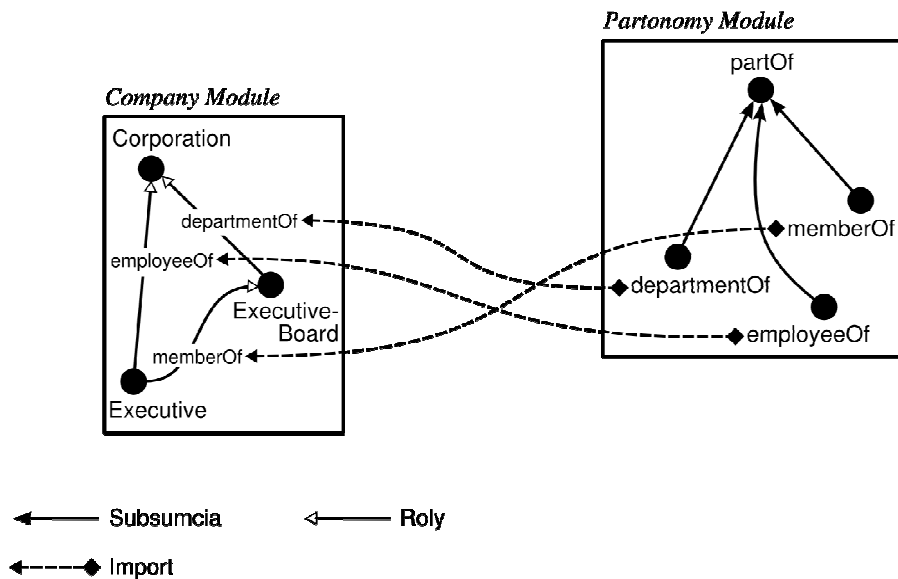 Partonomy Module
partOf
Company Module
Corporation
departmentOf
memberOf
employeeOf
departmentOf
Executive-
Board
employeeOf
memberOf
Executive
Subsumcia
Roly
Import